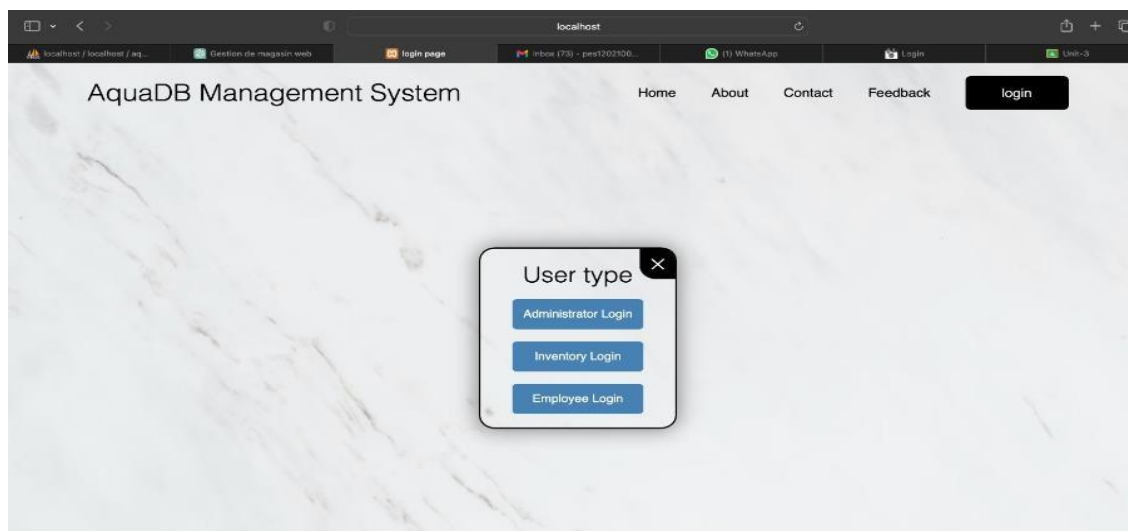 localhost
localhost / localhost / aq...
Gestion de magasin web
login page
Inbox (73) - pes1202100...
(1) WhatsApp
Login
Unit-3
AquaDB Management System
Home
About
Contact
Feedback
login
User type
Administrator Login
Inventory Login
Employee Login